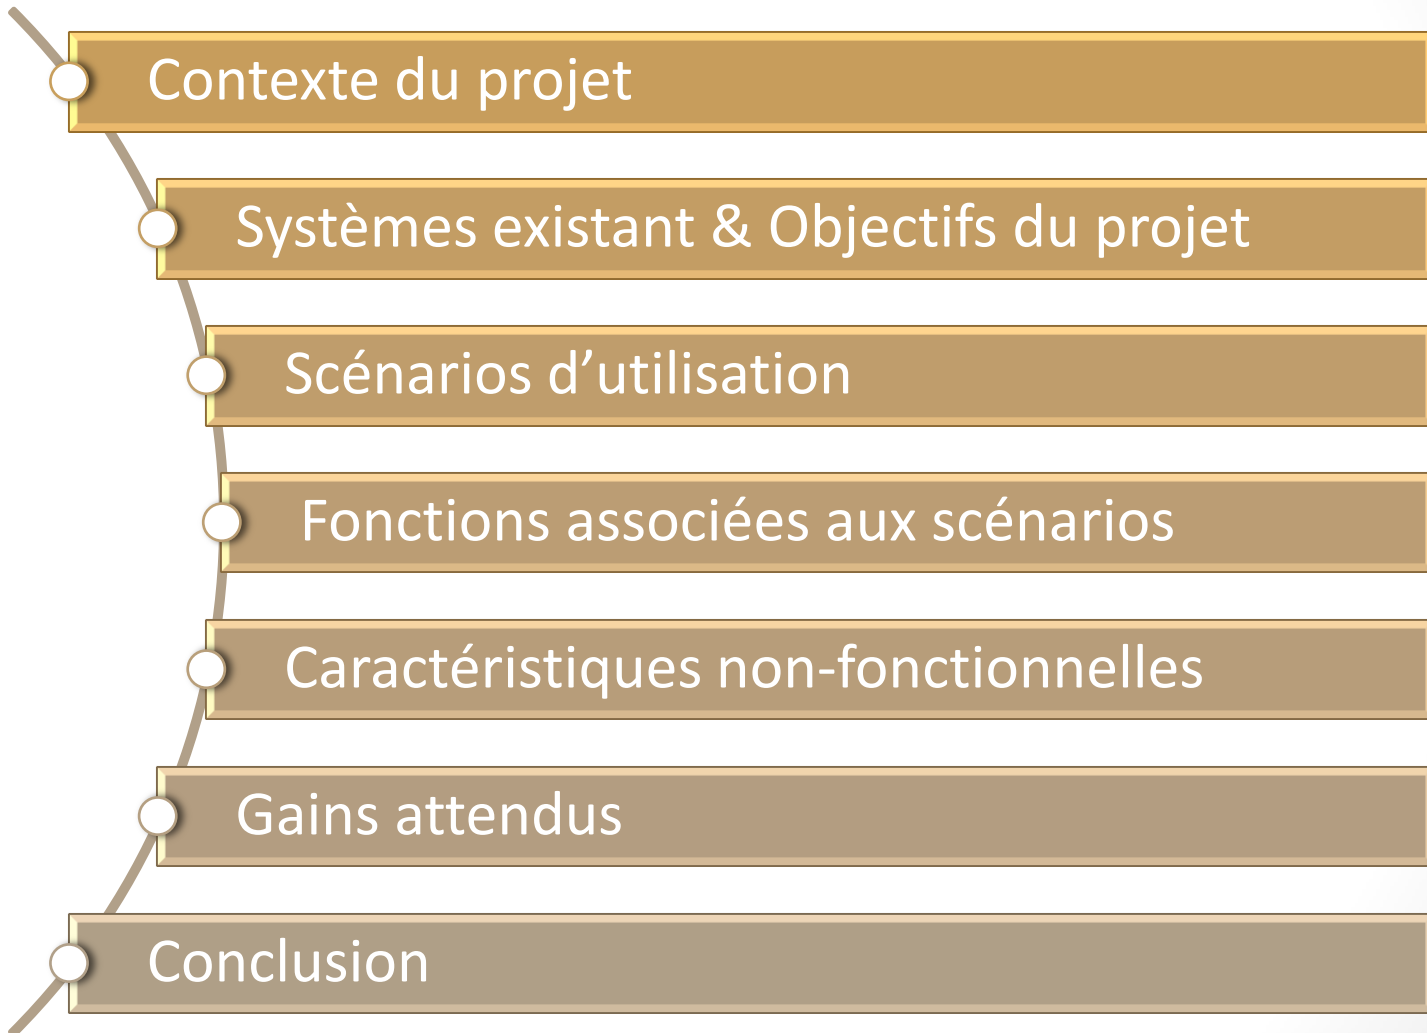 Contexte du projet
Systèmes existant & Objectifs du projet
Scénarios d’utilisation
Fonctions associées aux scénarios
Caractéristiques non-fonctionnelles
Gains attendus
Conclusion